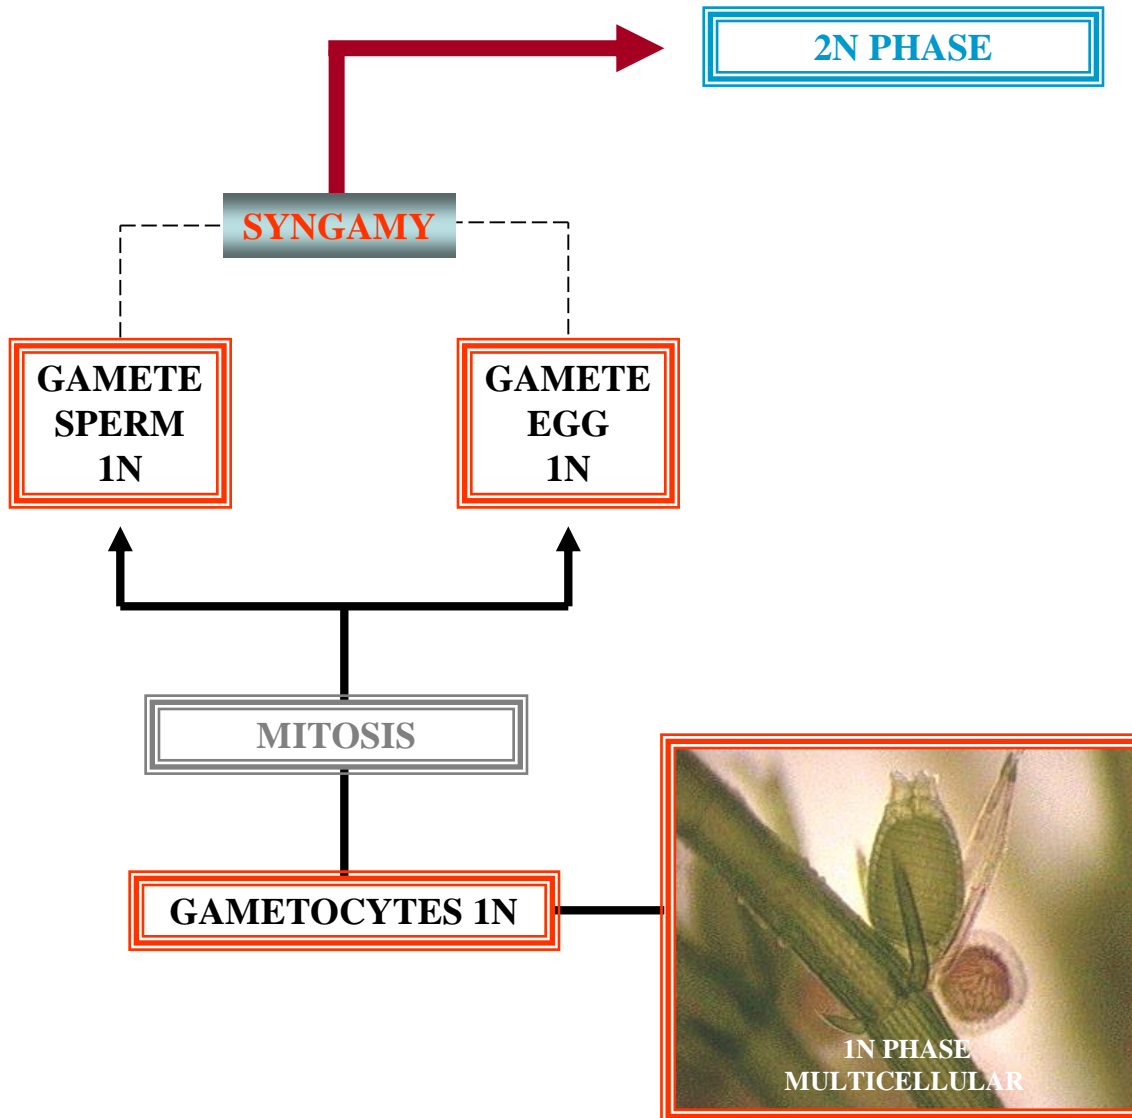 2N PHASE
SYNGAMY
GAMETE
SPERM
1N
GAMETE
EGG
1N
MITOSIS
GAMETOCYTES 1N
1N PHASE
MULTICELLULAR